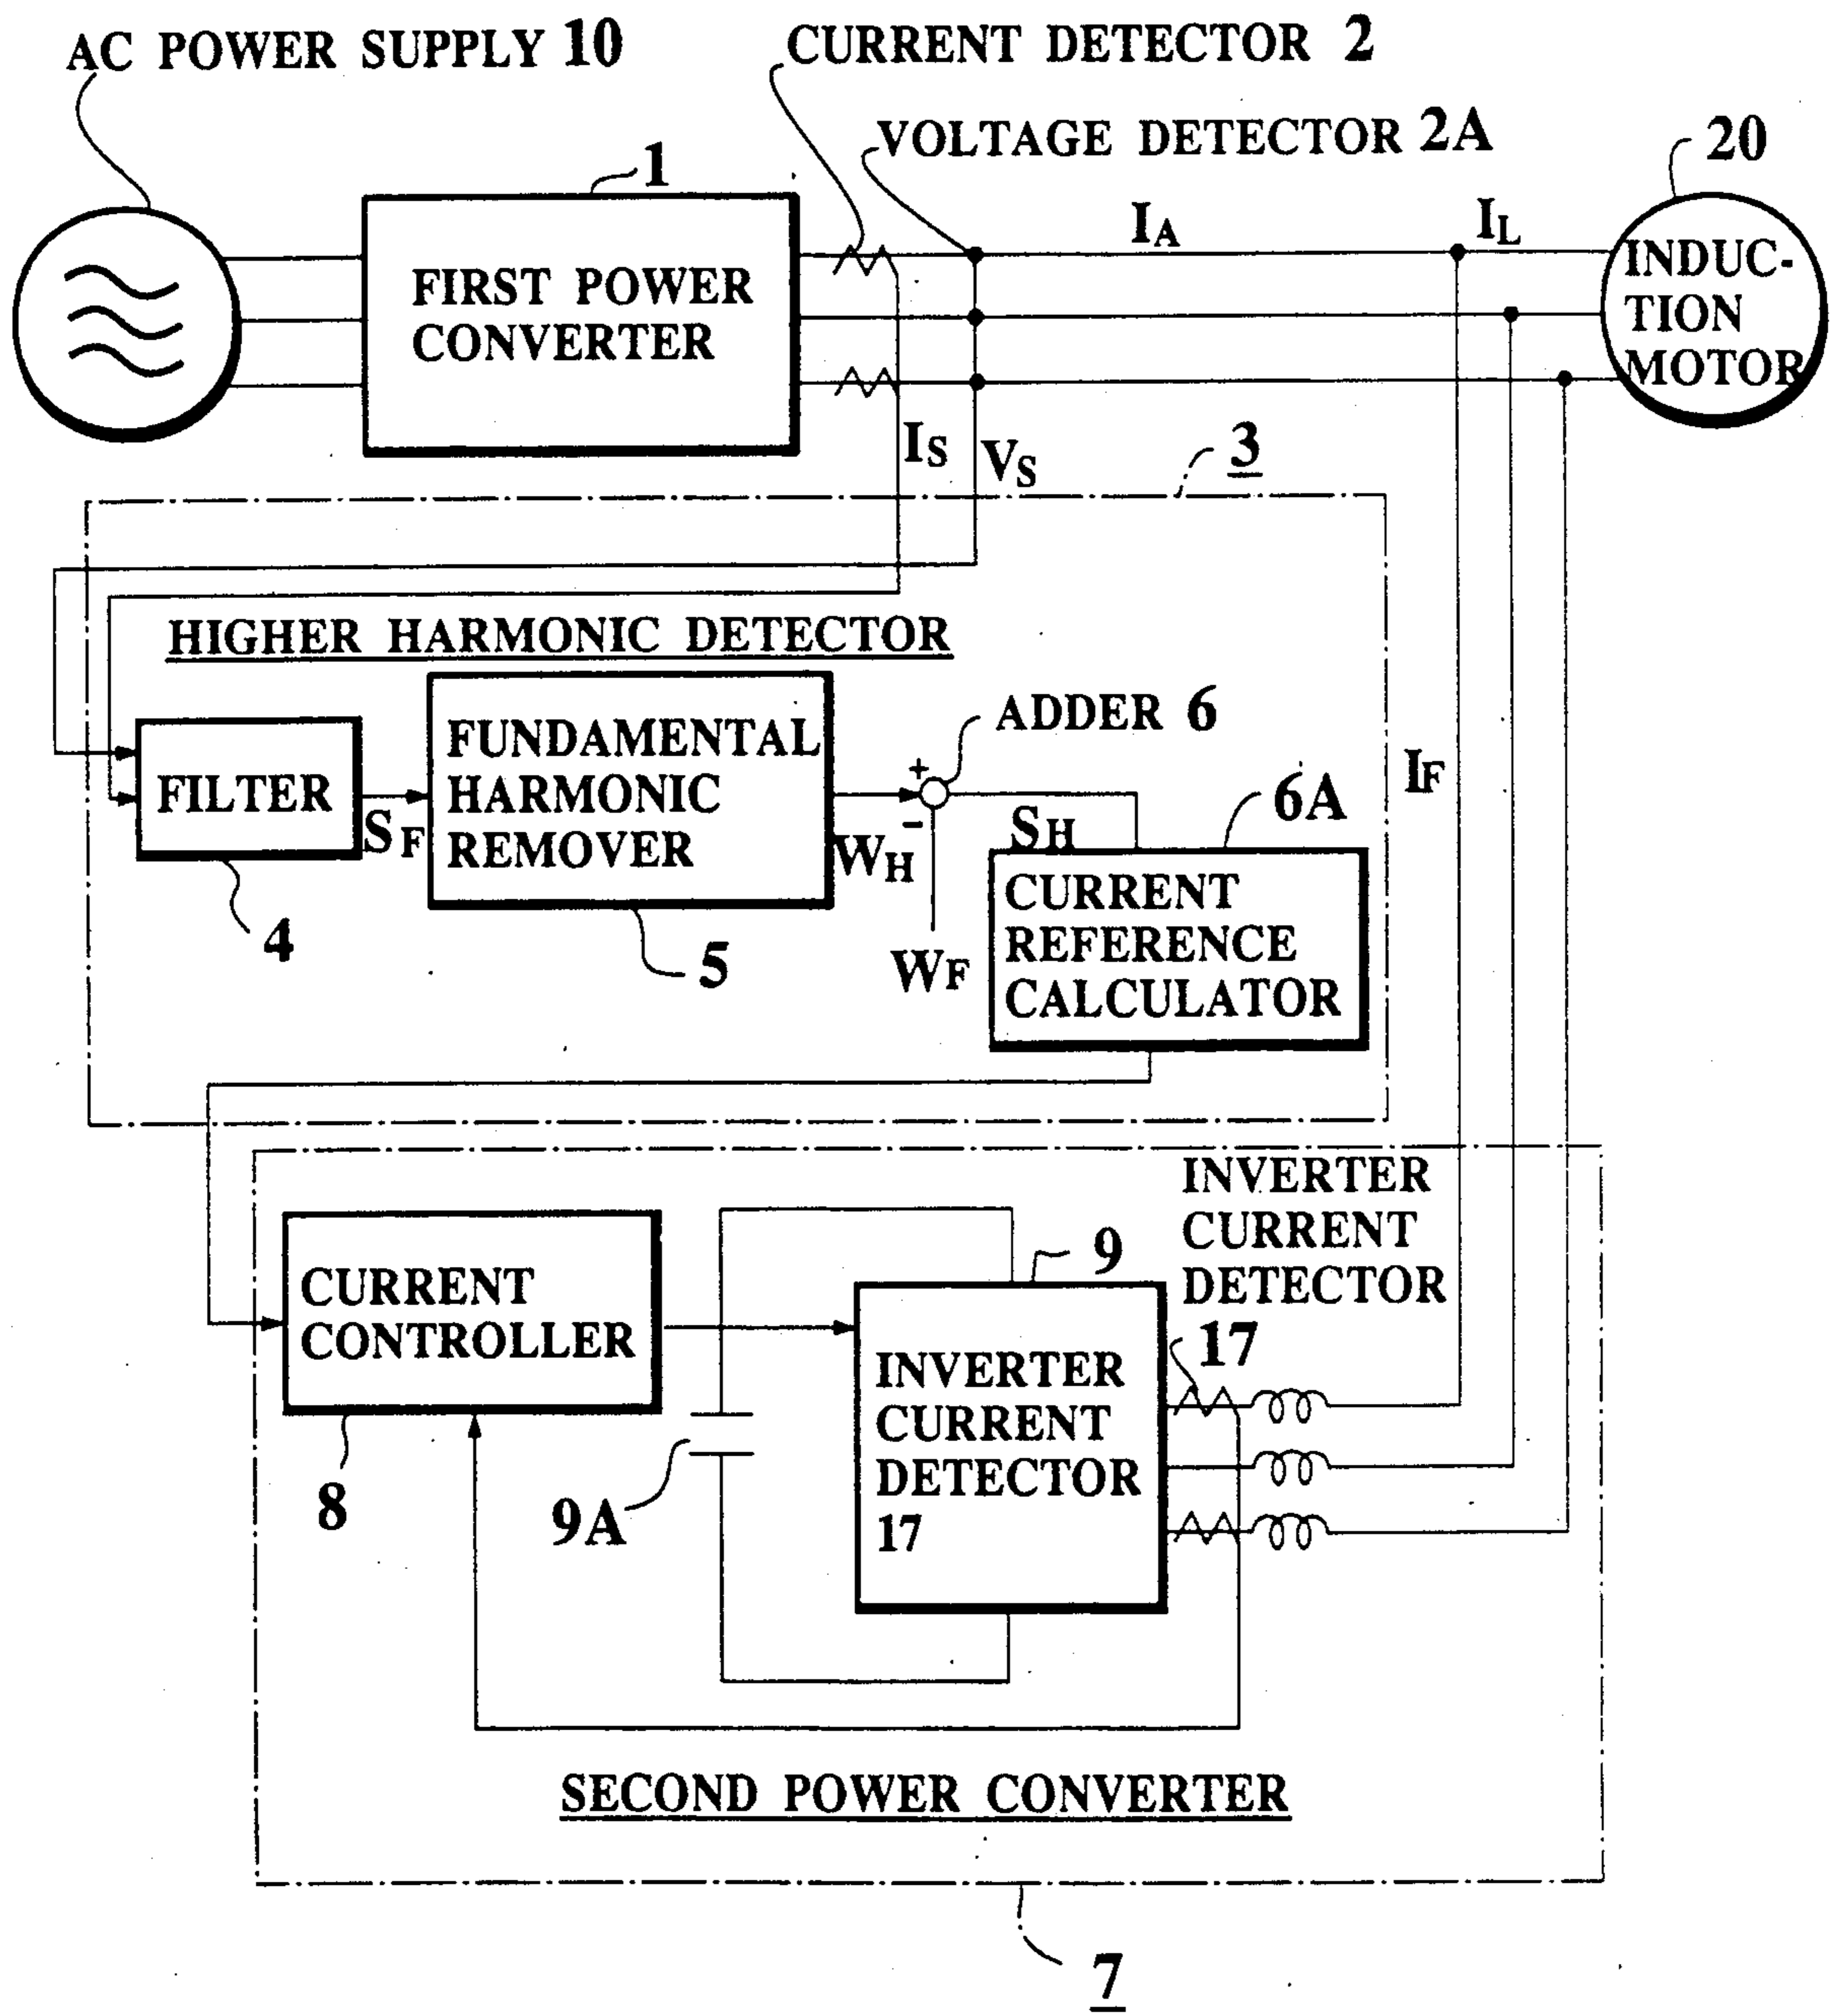 AC POWER SUPPLY 10
CURRENT DETECTOR 2
VOLTAGE DETECTOR 2A
20
1
IA
IL
FIRST POWER
CONVERTER
INDUC-
TION
MOTOR
IS
VS
3
HIGHER HARMONIC DETECTOR
FILTER
SF
FUNDAMENTAL
HARMONIC
REMOVER
WH
+
-
ADDER 6
SH
6A
IF
4
5
WF
CURRENT
REFERENCE
CALCULATOR
INVERTER
CURRENT
DETECTOR
17
CURRENT
CONTROLLER
9
INVERTER
CURRENT
DETECTOR
17
8
9A
SECOND POWER CONVERTER
7